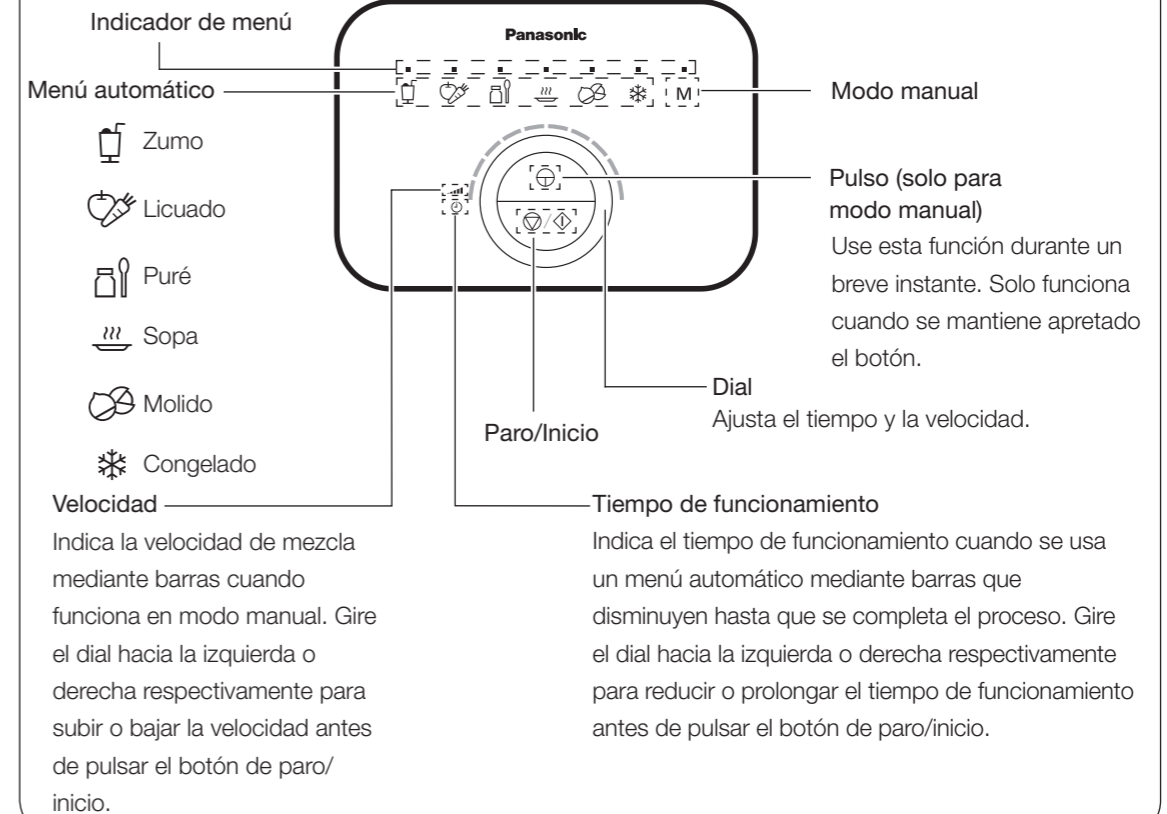 Indicador de menú
Panasonic
Menú automático
M
Modo manual
Zumo
Licuado
Puré
Sopa
Molido
Congelado
Pulso (solo para
modo manual)
Use esta función durante un
breve instante. Solo funciona
cuando se mantiene apretado
el botón.
Dial
Ajusta el tiempo y la velocidad.
Paro/Inicio
Velocidad
Indica la velocidad de mezcla
mediante barras cuando
funciona en modo manual. Gire
el dial hacia la izquierda o
derecha respectivamente para
subir o bajar la velocidad antes
de pulsar el botón de paro/
inicio.
Tiempo de funcionamiento
Indica el tiempo de funcionamiento cuando se usa
un menú automático mediante barras que
disminuyen hasta que se completa el proceso. Gire
el dial hacia la izquierda o derecha respectivamente
para reducir o prolongar el tiempo de funcionamiento
antes de pulsar el botón de paro/inicio.